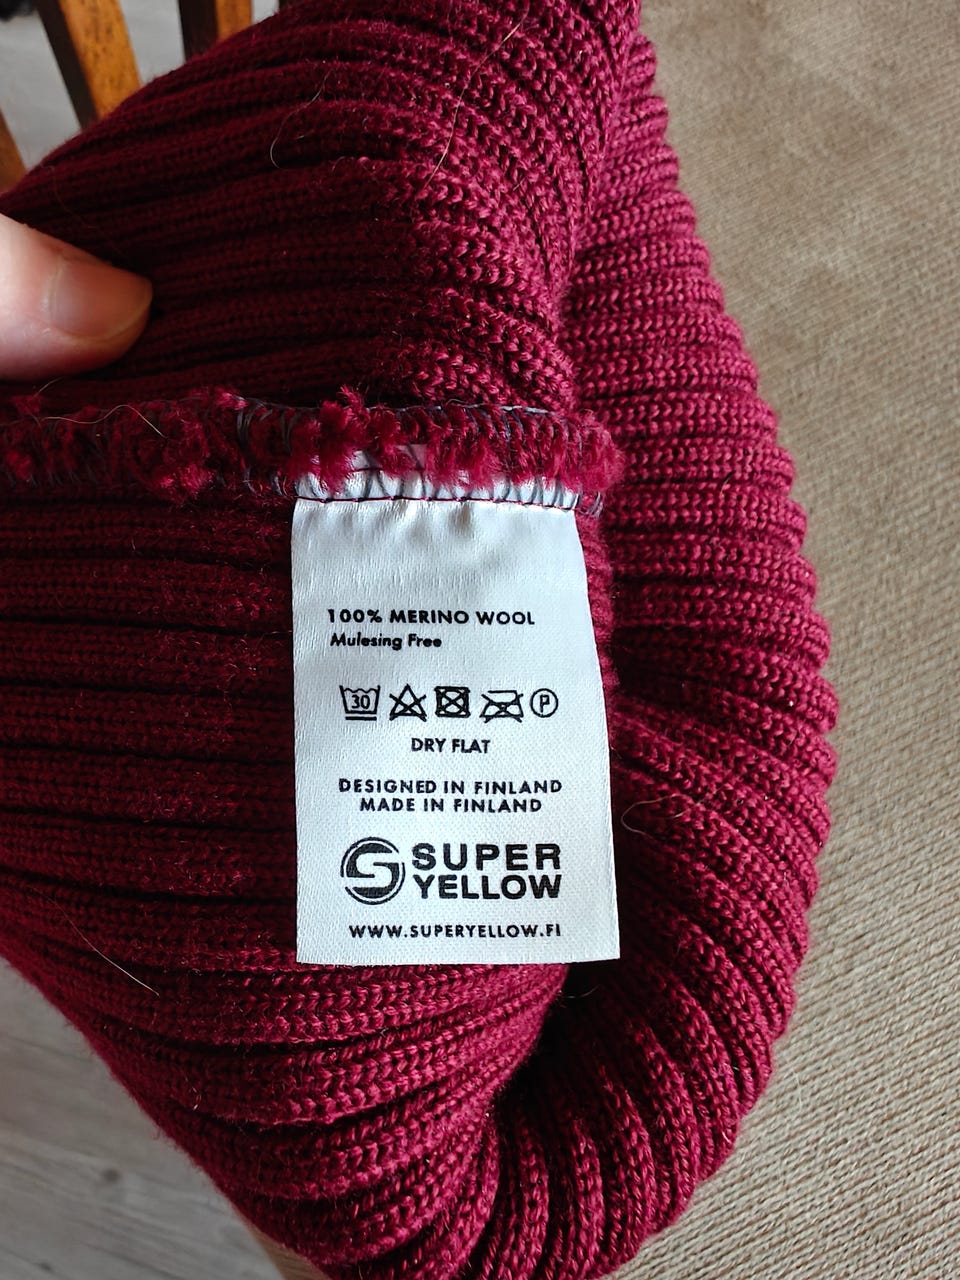 100% MERINO WOOL
Mulesing Free
30 P
DRY FLAT
DESIGNED IN FINLAND
MADE IN FINLAND
SUPER
YELLOW
WWW.SUPERYELLOW.FI